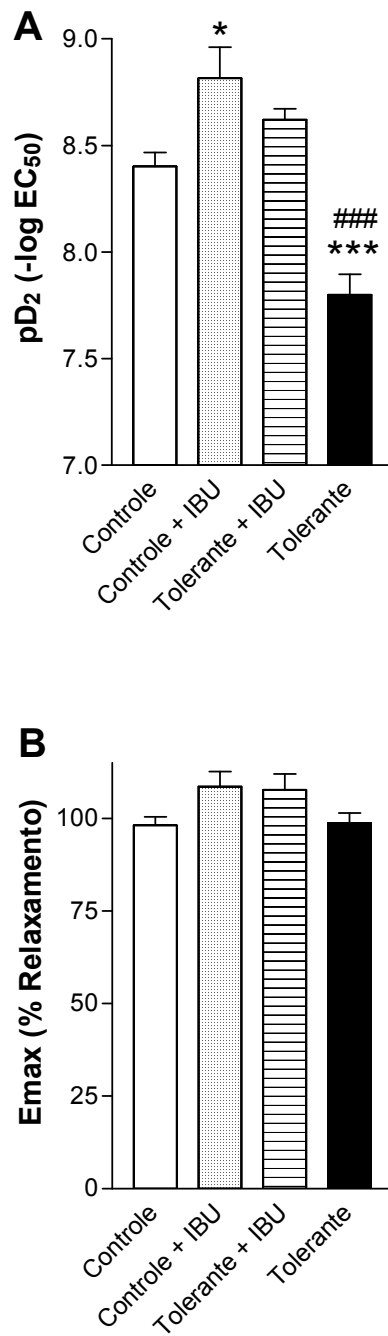 A
pD₂ (-log EC₅₀)
9.0
8.5
8.0
7.5
7.0
*
###
***
Controle
Controle + IBU
Tolerante + IBU
Tolerante
B
Emax (% Relaxamento)
100
75
50
25
0
Controle
Controle + IBU
Tolerante + IBU
Tolerante